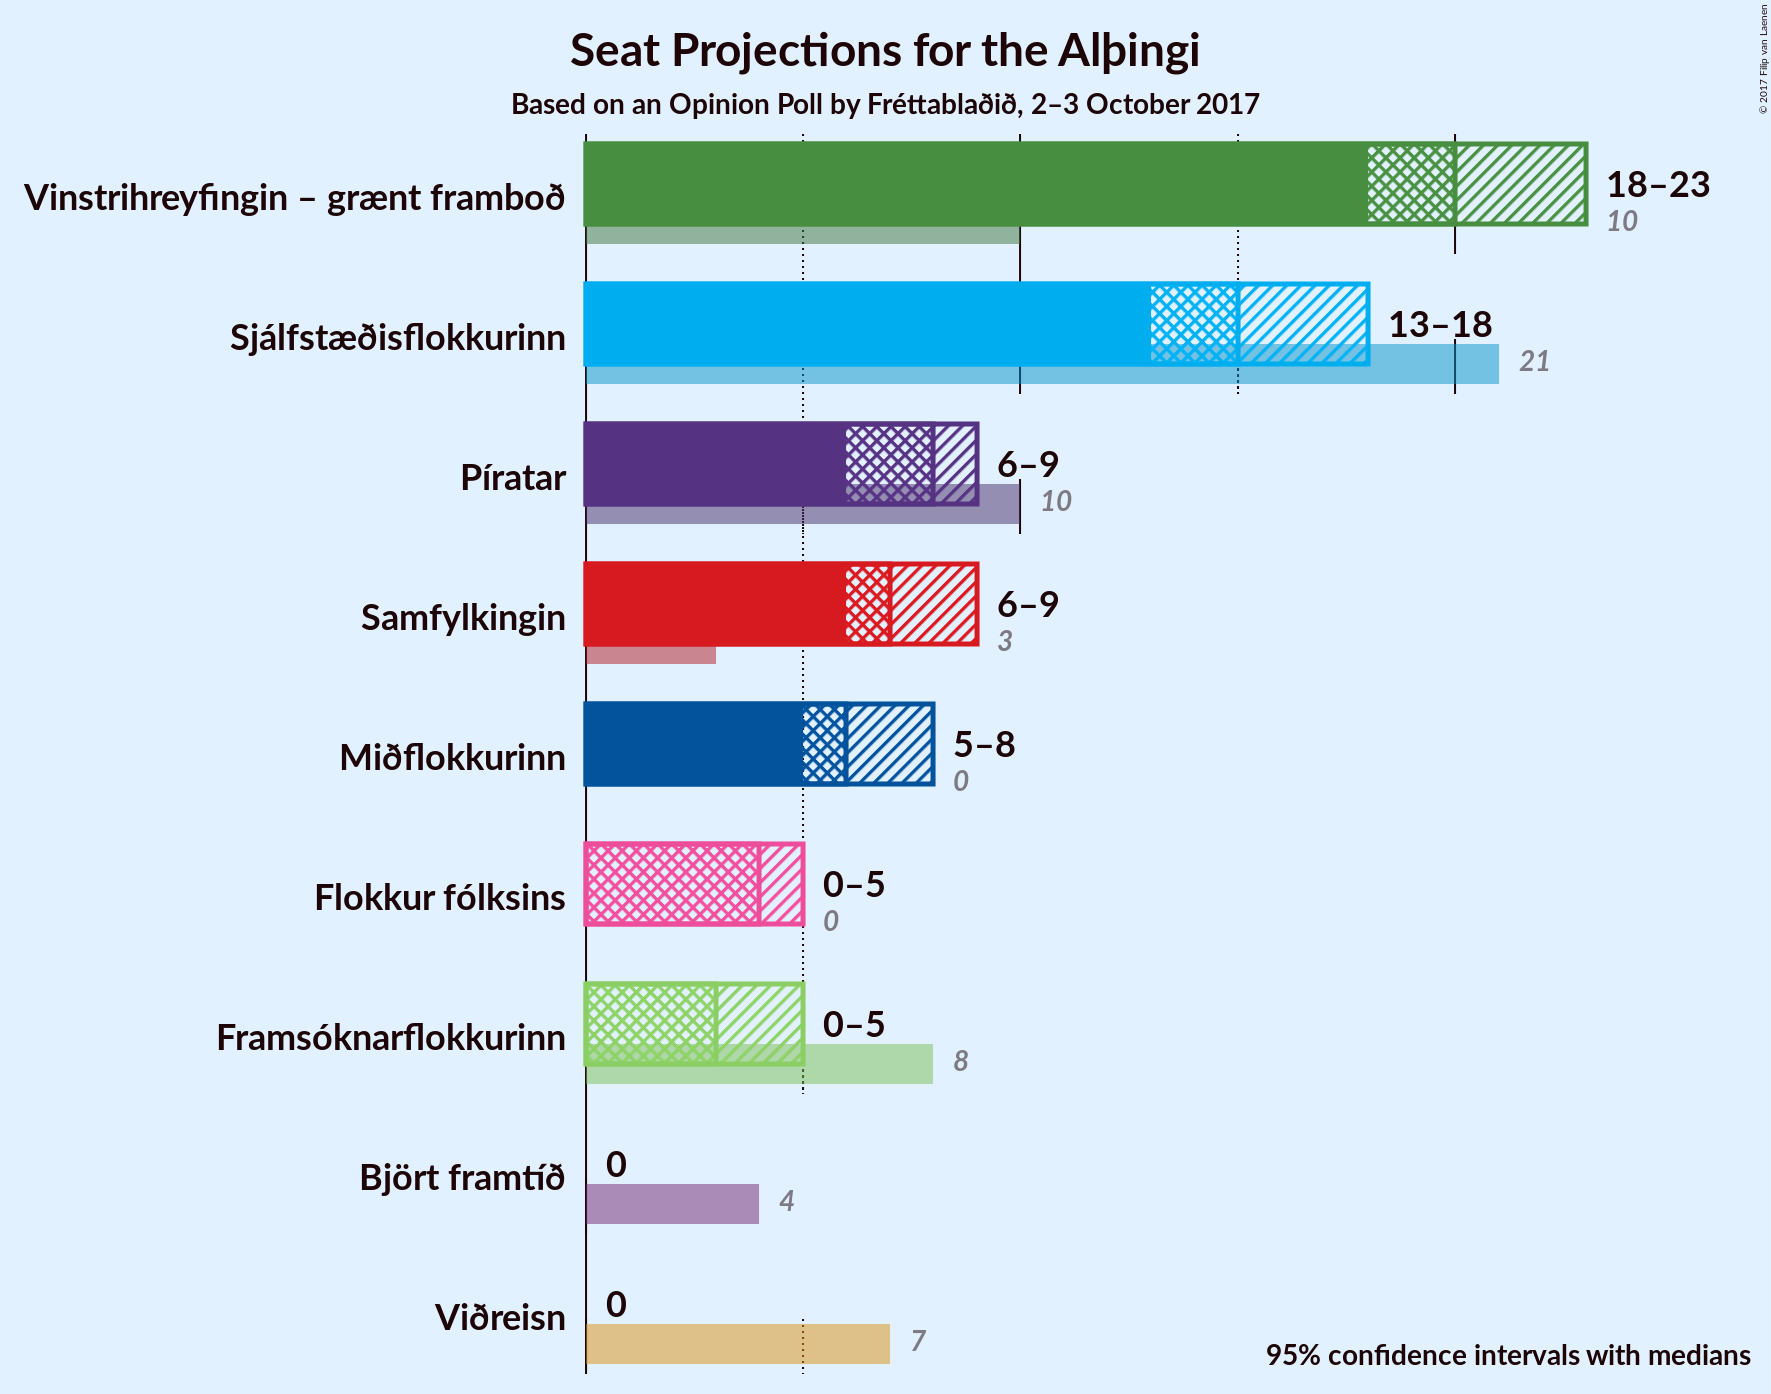 Seat Projections for the Alþingi
Based on an Opinion Poll by Fréttablaðið, 2–3 October 2017
© 2017 Filip van Laenen
Vinstrihreyfingin – grænt framboð
18–23
10
Sjálfstæðisflokkurinn
13–18
21
Píratar
6–9
10
Samfylkingin
6–9
3
Miðflokkurinn
5–8
0
Flokkur fólksins
0–5
0
Framsóknarflokkurinn
0–5
8
Björt framtíð
0
4
Viðreisn
0
7
95% confidence intervals with medians